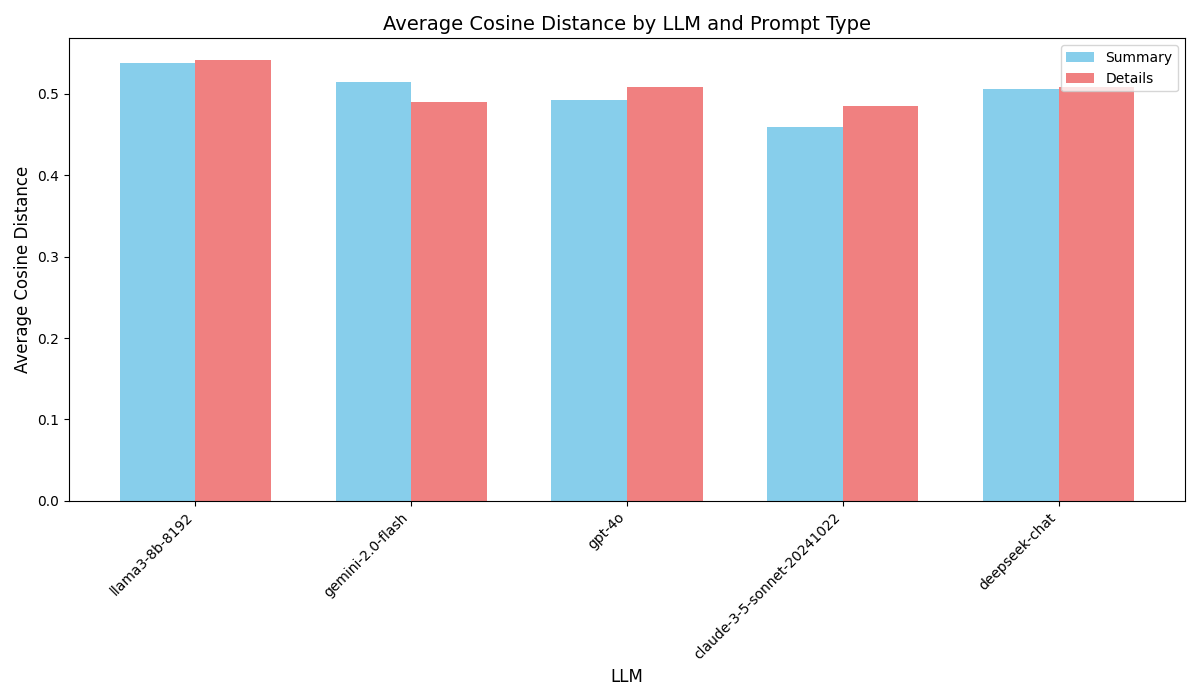 Average Cosine Distance by LLM and Prompt Type
Summary
Details
Average Cosine Distance
0.5
0.4
0.3
0.2
0.1
0.0
llama3-8b-8192
gemini-2.0-flash
gpt-4o
claude-3-5-sonnet-20241022
deepseek-chat
LLM